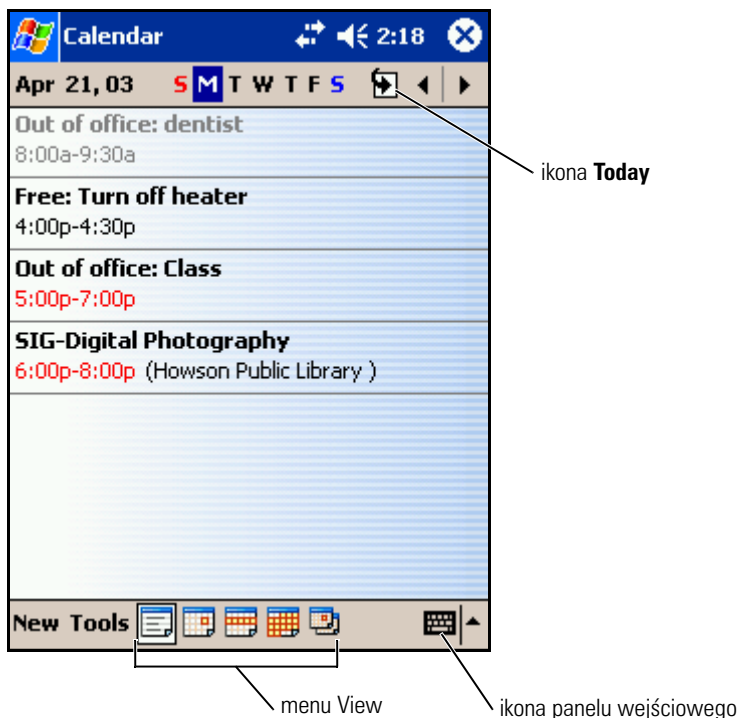 Calendar 2:18
Apr 21, 03 S M T W T F S
Out of office: dentist
8:00a-9:30a
ikona Today
Free: Turn off heater
4:00p-4:30p
Out of office: Class
5:00p-7:00p
SIG-Digital Photography
6:00p-8:00p (Howson Public Library )
New Tools
menu View
ikona panelu wejściowego